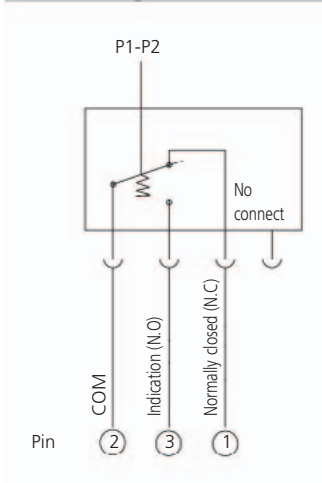 P1-P2
No
connect
COM
Indication (N.O)
Normally closed (N.C)
Pin 2 3 1